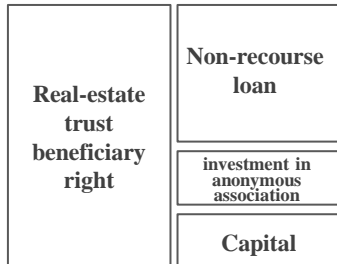 Real-estate
trust
beneficiary
right
Non-recourse
loan
investment in
anonymous
association
Capital